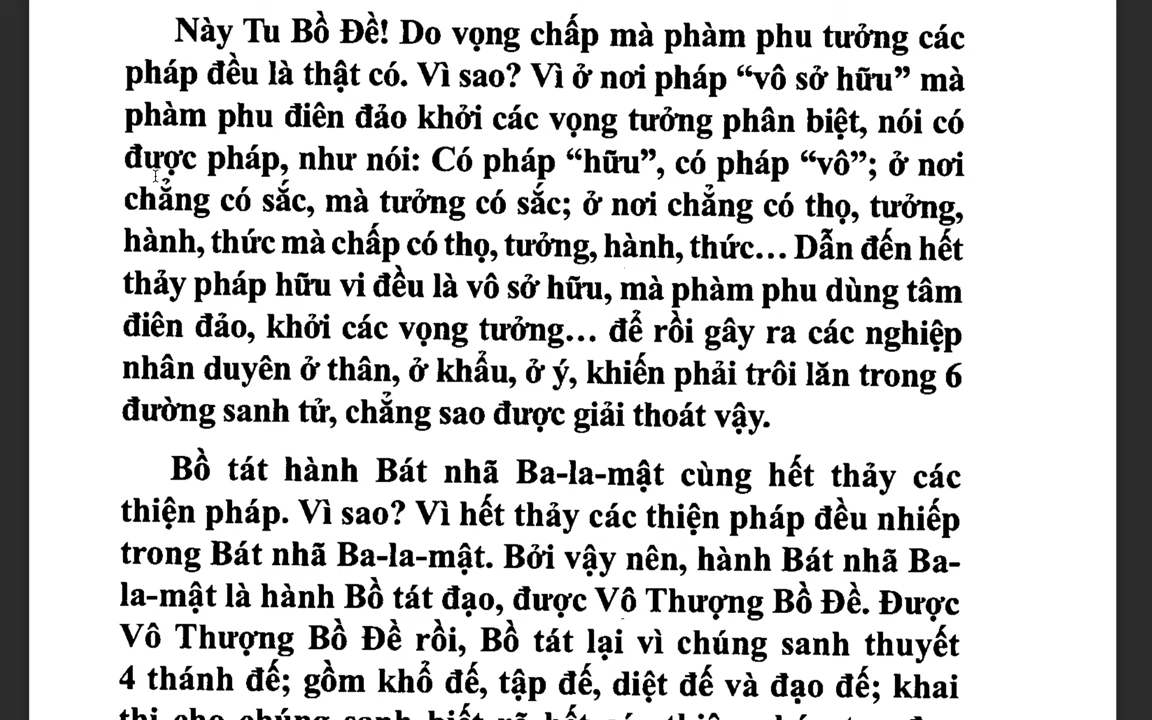 Này Tu Bồ Đề! Do vọng chấp mà phàm phu tưởng các
pháp đều là thật có. Vì sao? Vì ở nơi pháp “vô sở hữu” mà
phàm phu điên đảo khởi các vọng tưởng phân biệt, nói có
được pháp, như nói: Có pháp “hữu”, có pháp “vô”; ở nơi
chẳng có sắc, mà tưởng có sắc; ở nơi chẳng có thọ, tưởng,
hành, thức mà chấp có thọ, tưởng, hành, thức... Dẫn đến hết
thảy pháp hữu vi đều là vô sở hữu, mà phàm phu dùng tâm
điên đảo, khởi các vọng tưởng... để rồi gây ra các nghiệp
nhân duyên ở thân, ở khẩu, ở ý, khiến phải trôi lăn trong 6
đường sanh tử, chẳng sao được giải thoát vậy.
Bồ tát hành Bát nhã Ba-la-mật cùng hết thảy các
thiện pháp. Vì sao? Vì hết thảy các thiện pháp đều nhiếp
trong Bát nhã Ba-la-mật. Bởi vậy nên, hành Bát nhã Ba-
la-mật là hành Bồ tát đạo, được Vô Thượng Bồ Đề. Được
Vô Thượng Bồ Đề rồi, Bồ tát lại vì chúng sanh thuyết
4 thánh đế; gồm khổ đế, tập đế, diệt đế và đạo đế; khai